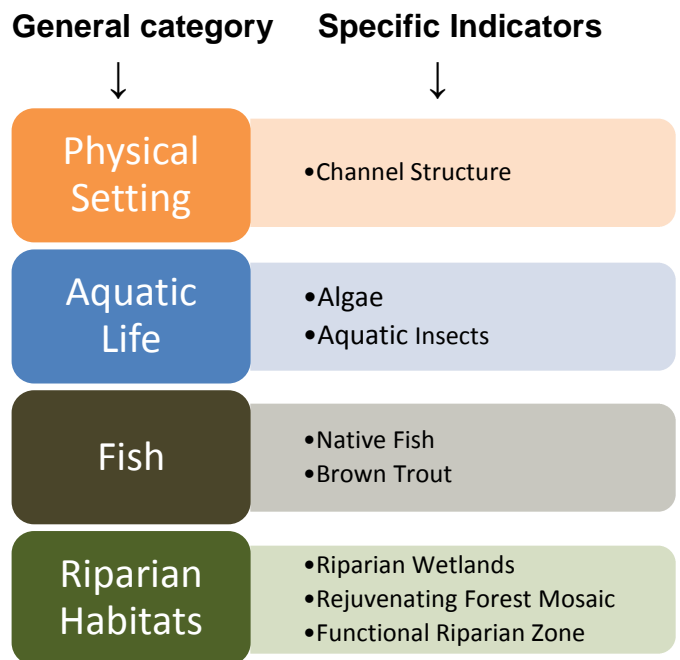 General category Specific Indicators
↓ ↓
Physical
Setting
•Channel Structure
Aquatic
Life
•Algae
•Aquatic Insects
Fish
•Native Fish
•Brown Trout
Riparian
Habitats
•Riparian Wetlands
•Rejuvenating Forest Mosaic
•Functional Riparian Zone